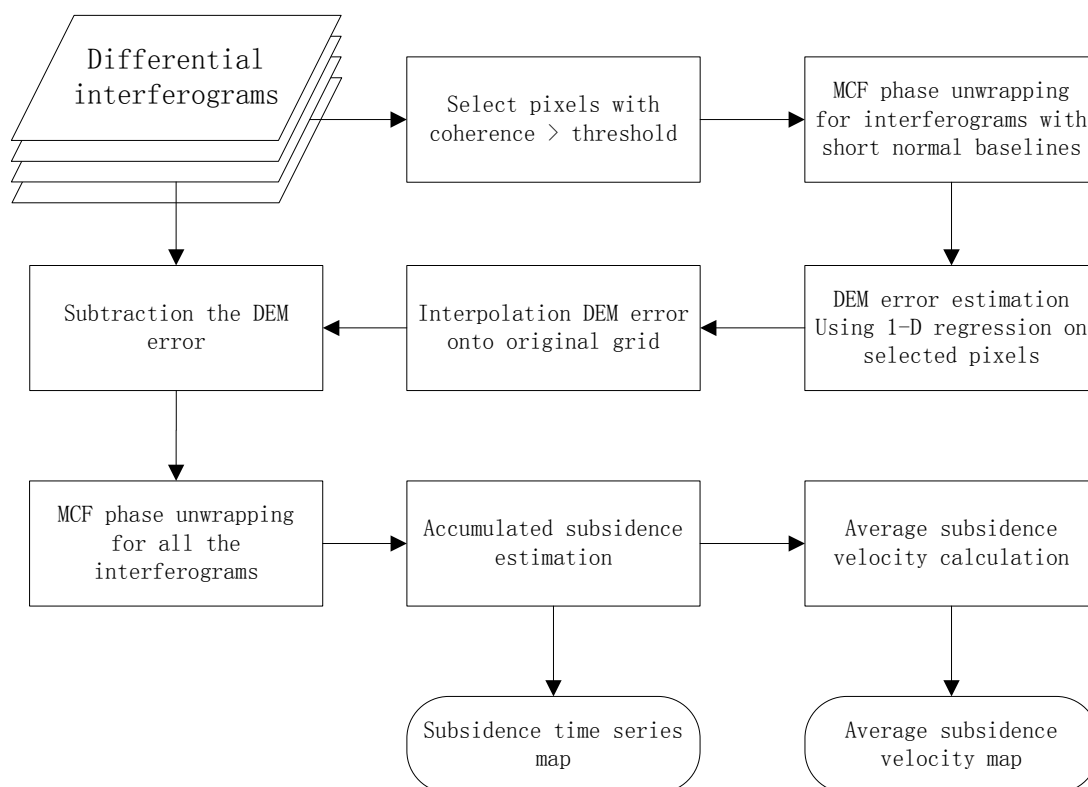 Differential
interferograms
Select pixels with
coherence > threshold
MCF phase unwrapping
for interferograms with
short normal baselines
DEM error estimation
Using 1-D regression on
selected pixels
Interpolation DEM error
onto original grid
Subtraction the DEM
error
MCF phase unwrapping
for all the
interferograms
Accumulated subsidence
estimation
Average subsidence
velocity calculation
Subsidence time series
map
Average subsidence
velocity map